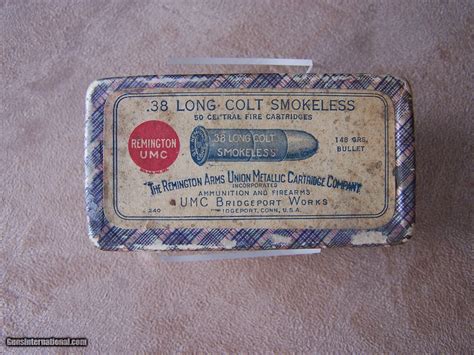 .38 LONG COLT SMOKELESS
50 CENTRAL FIRE CARTRIDGES
REMINGTON
UMC
.38 LONG COLT
SMOKELESS
148 GRS.
BULLET
THE REMINGTON ARMS UNION METALLIC CARTRIDGE COMPANY
INCORPORATED
AMMUNITION AND FIREARMS
UMC BRIDGEPORT WORKS
BRIDGEPORT, CONN., U.S.A.
240
GunsInternational.com